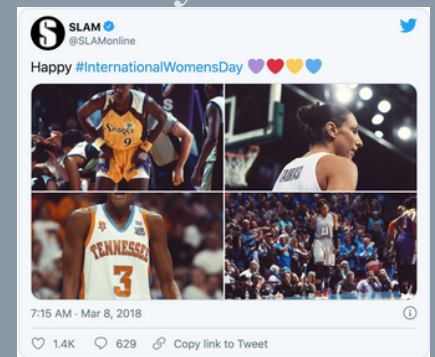 SLAM
@SLAMonline
Happy #InternationalWomensDay
Sparks
9
TAURASI
TENNESSEE
3
7:15 AM · Mar 8, 2018
1.4K 629 Copy link to Tweet